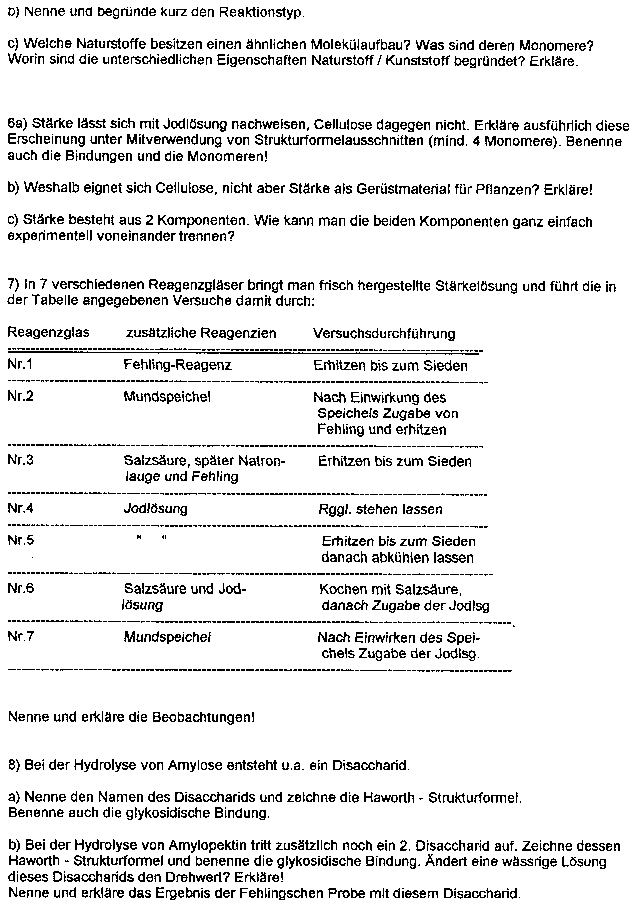 b) Nenne und begründe kurz den Reaktionstyp.
c) Welche Naturstoffe besitzen einen ähnlichen Molekülaufbau? Was sind deren Monomere?
Worin sind die unterschiedlichen Eigenschaften Naturstoff / Kunststoff begründet? Erkläre.
6a) Stärke lässt sich mit Jodlösung nachweisen, Cellulose dagegen nicht. Erkläre ausführlich diese
Erscheinung unter Mitverwendung von Strukturformelausschnitten (mind. 4 Monomere). Benenne
auch die Bindungen und die Monomeren!
b) Weshalb eignet sich Cellulose, nicht aber Stärke als Gerüstmaterial für Pflanzen? Erkläre!
c) Stärke besteht aus 2 Komponenten. Wie kann man die beiden Komponenten ganz einfach
experimentell voneinander trennen?
7) In 7 verschiedenen Reagenzgläser bringt man frisch hergestellte Stärkelösung und führt die in
der Tabelle angegebenen Versuche damit durch:
Reagenzglas zusätzliche Reagenzien Versuchsdurchführung
Nr.1 Fehling-Reagenz Erhitzen bis zum Sieden
Nr.2 Mundspeichel Nach Einwirkung des
Speichels Zugabe von
Fehling und erhitzen
Nr.3 Salzsäure, später Natron- Erhitzen bis zum Sieden
lauge und Fehling
Nr.4 Jodlösung Rggl. stehen lassen
Nr.5 " " Erhitzen bis zum Sieden
danach abkühlen lassen
Nr.6 Salzsäure und Jod- Kochen mit Salzsäure,
lösung danach Zugabe der Jodlsg
Nr.7 Mundspeichel Nach Einwirken des Spei-
chels Zugabe der Jodlsg.
Nenne und erkläre die Beobachtungen!
8) Bei der Hydrolyse von Amylose entsteht u.a. ein Disaccharid.
a) Nenne den Namen des Disaccharids und zeichne die Haworth - Strukturformel.
Benenne auch die glykosidische Bindung.
b) Bei der Hydrolyse von Amylopektin tritt zusätzlich noch ein 2. Disaccharid auf. Zeichne dessen
Haworth - Strukturformel und benenne die glykosidische Bindung. Ändert eine wässrige Lösung
dieses Disaccharids den Drehwert? Erkläre!
Nenne und erkläre das Ergebnis der Fehlingschen Probe mit diesem Disaccharid.